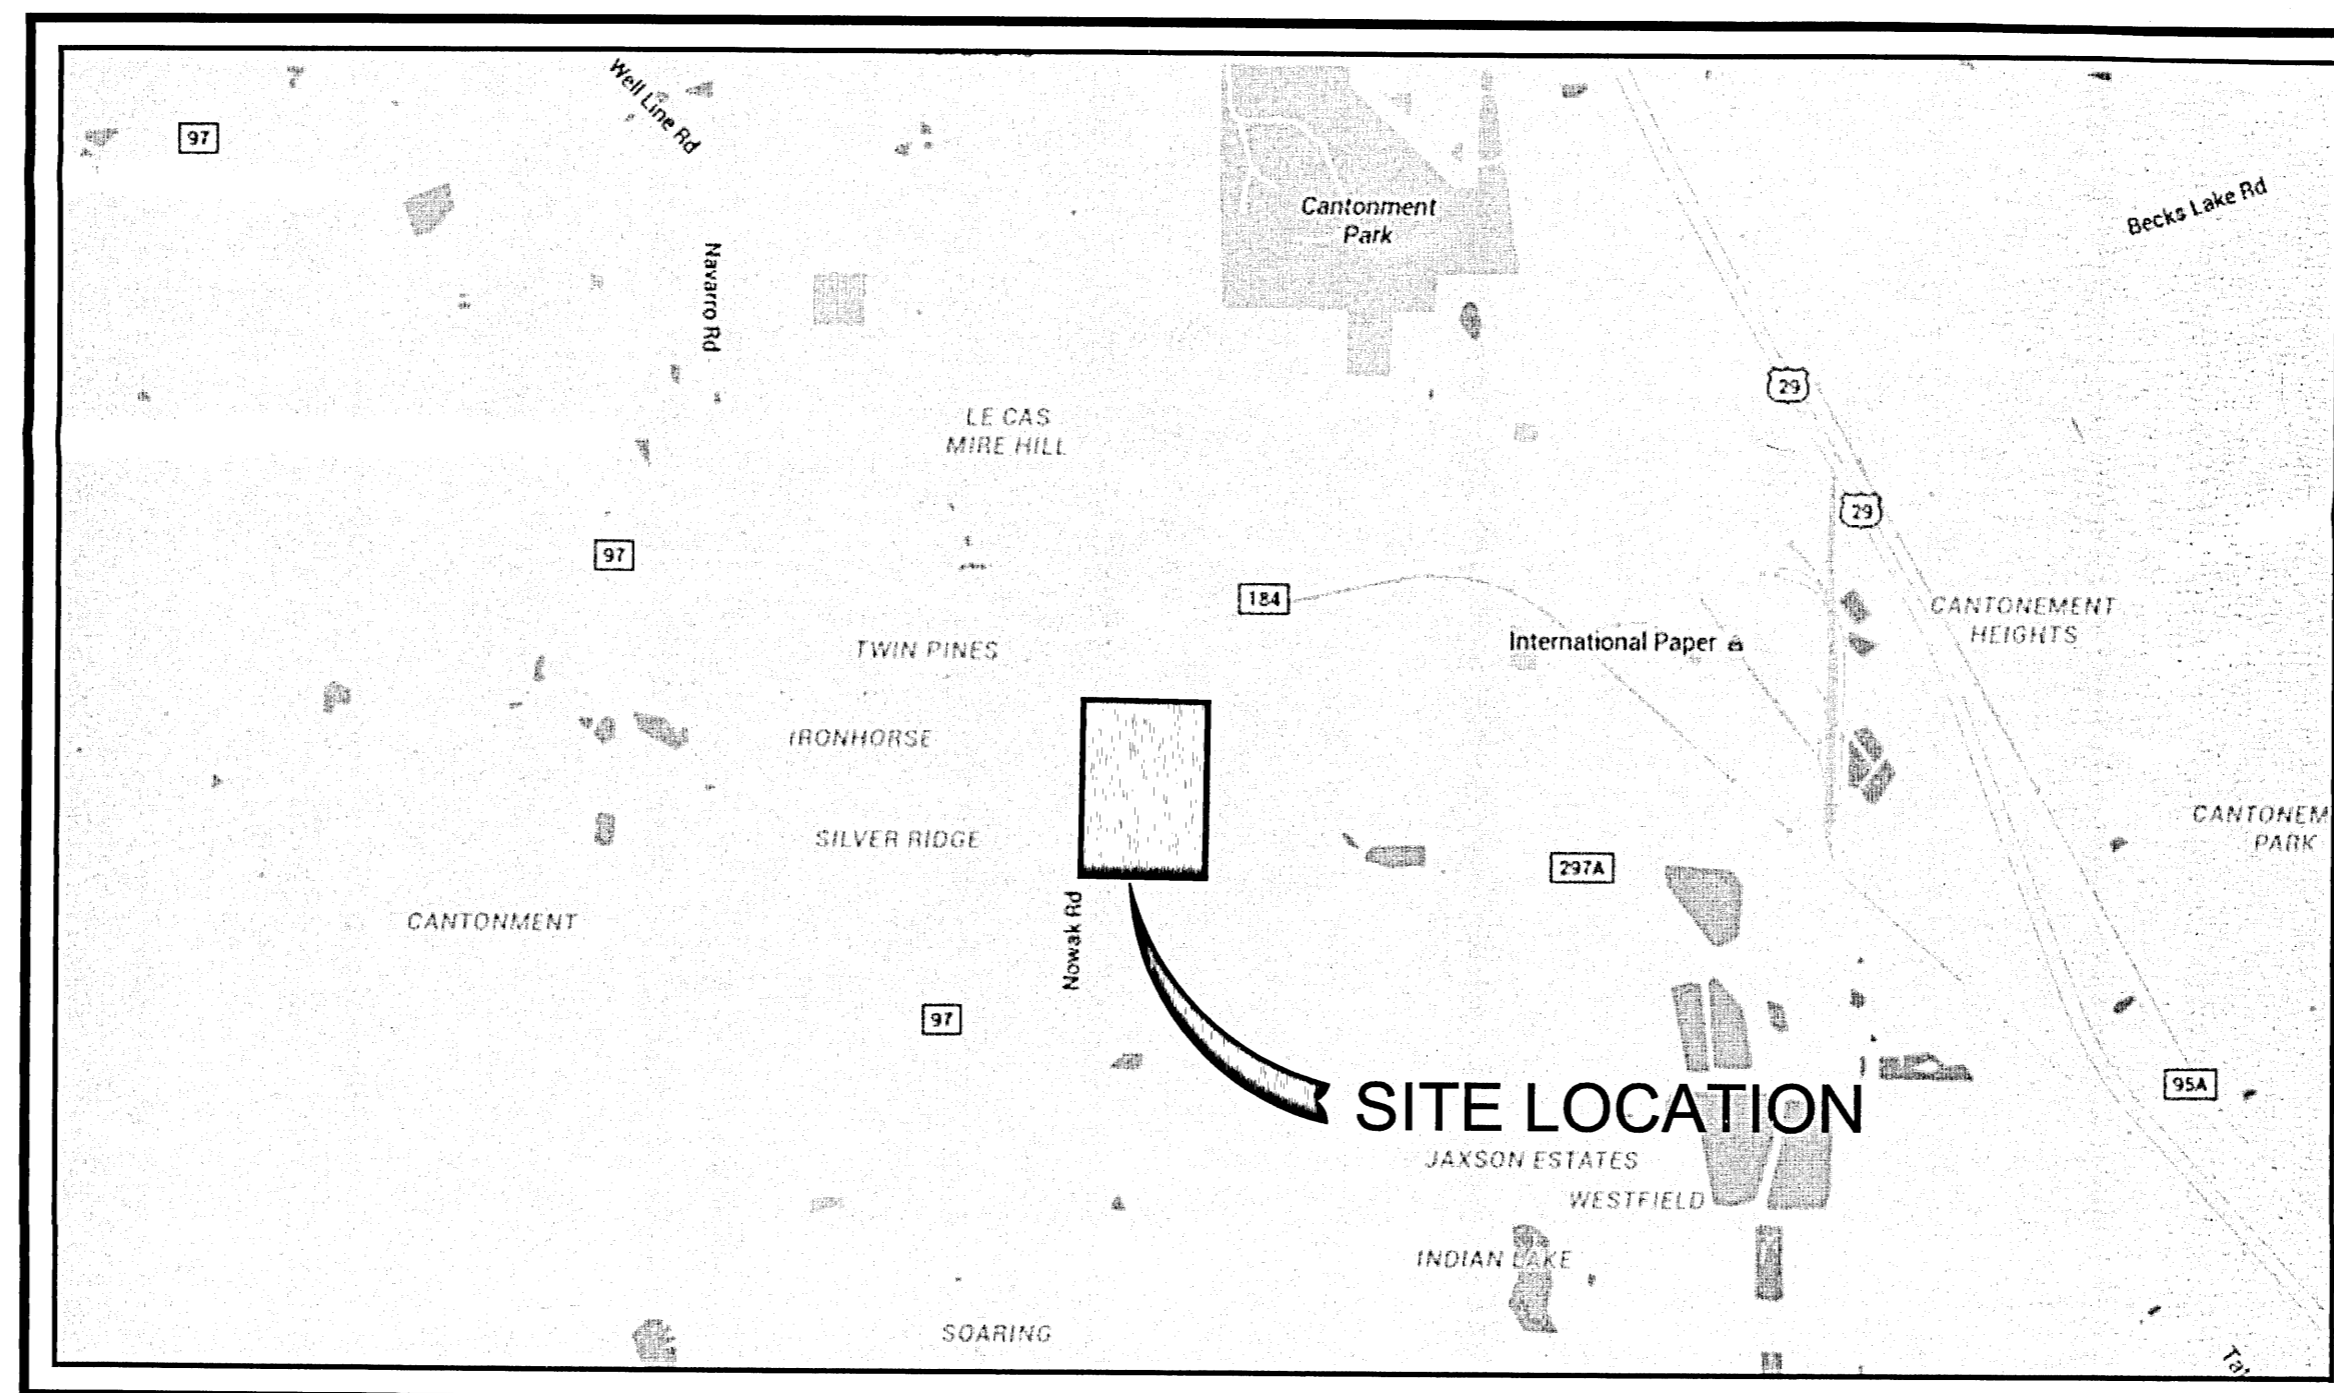 Well Line Rd
97
Cantonment
Park
Becks Lake Rd
Navarro Rd
29
LE CAS
MIRE HILL
29
97
184
CANTONEMENT
HEIGHTS
International Paper
TWIN PINES
IRONHORSE
SILVER RIDGE
CANTONEM
PARK
297A
CANTONMENT
Nowak Rd
97
95A
SITE LOCATION
JAXSON ESTATES
WESTFIELD
INDIAN LAKE
SOARING